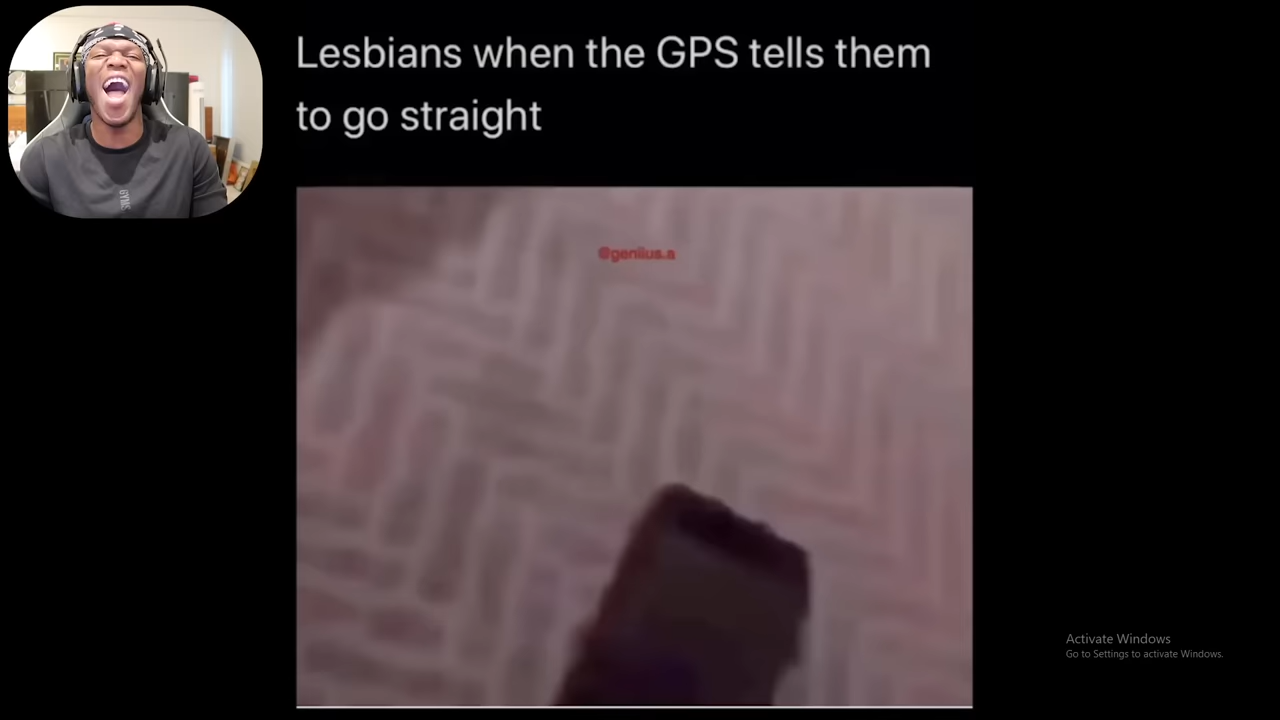 Lesbians when the GPS tells them
to go straight
@geniius.a
Activate Windows
Go to Settings to activate Windows.